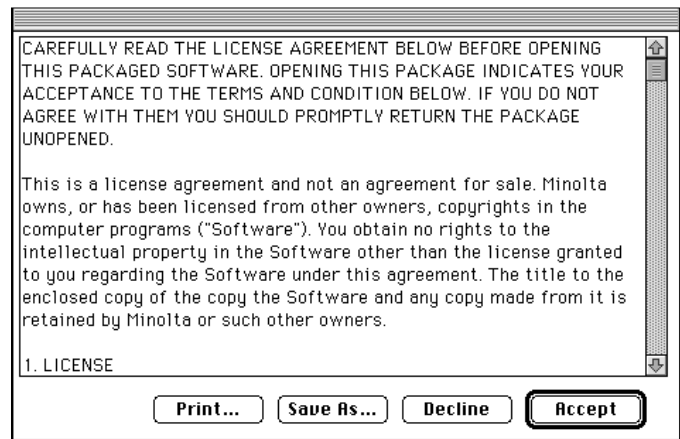 CAREFULLY READ THE LICENSE AGREEMENT BELOW BEFORE OPENING
THIS PACKAGED SOFTWARE. OPENING THIS PACKAGE INDICATES YOUR
ACCEPTANCE TO THE TERMS AND CONDITION BELOW. IF YOU DO NOT
AGREE WITH THEM YOU SHOULD PROMPTLY RETURN THE PACKAGE
UNOPENED.
This is a license agreement and not an agreement for sale. Minolta
owns, or has been licensed from other owners, copyrights in the
computer programs ("Software"). You obtain no rights to the
intellectual property in the Software other than the license granted
to you regarding the Software under this agreement. The title to the
enclosed copy of the copy the Software and any copy made from it is
retained by Minolta or such other owners.
1. LICENSE
Print... Save As... Decline Accept